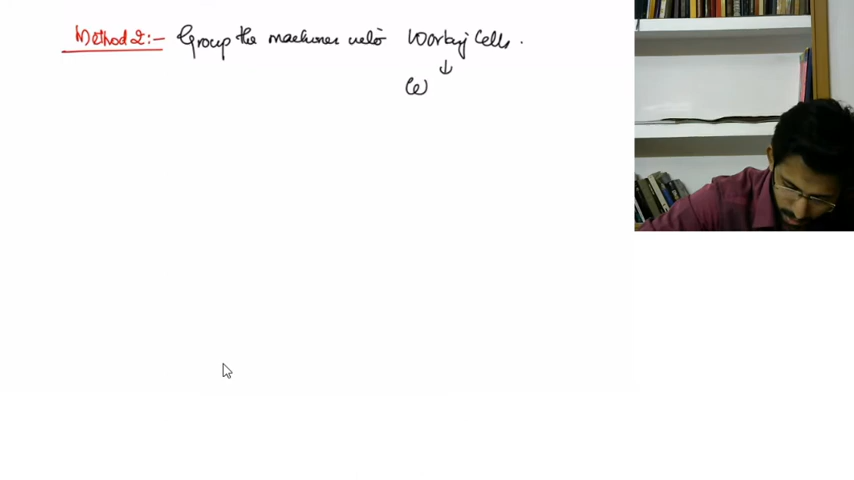 Method 2:- Group the machines into Working Cells.